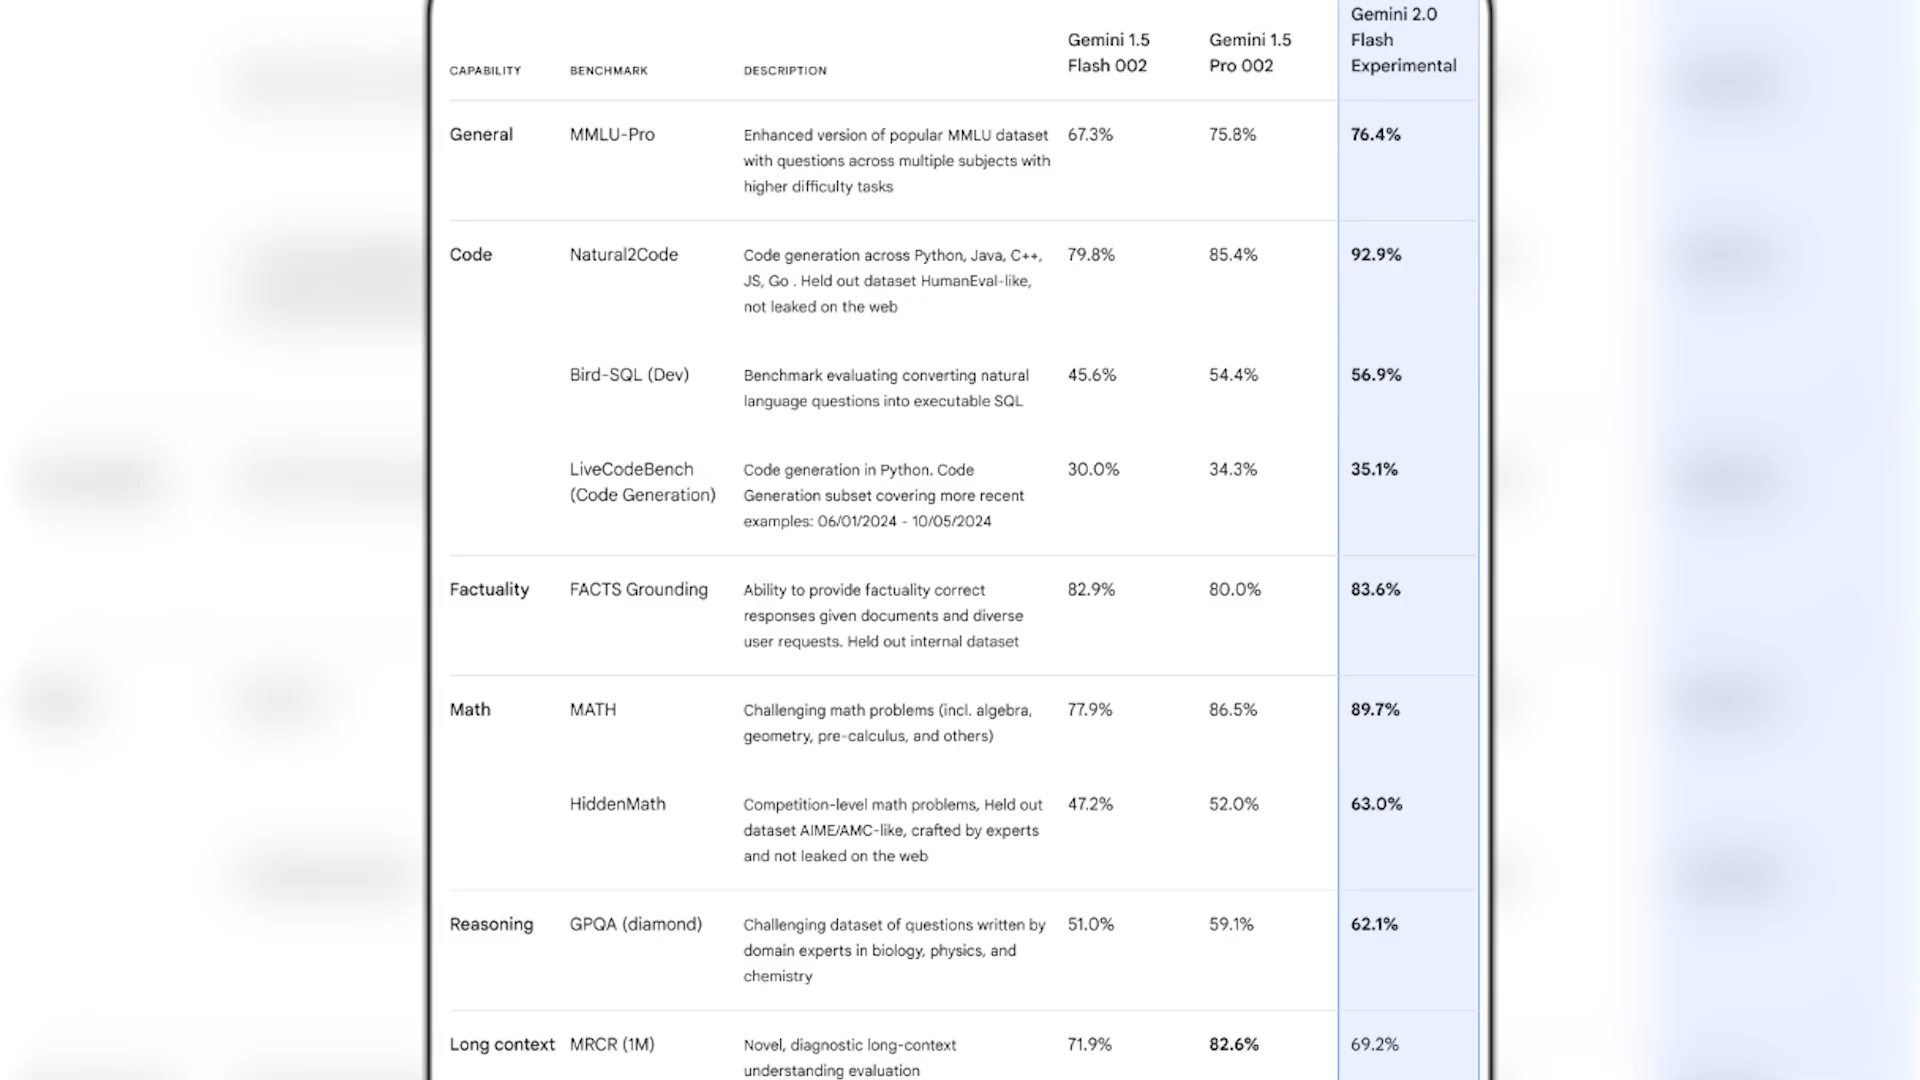 CAPABILITY BENCHMARK DESCRIPTION Gemini 1.5 Flash 002 Gemini 1.5 Pro 002 Gemini 2.0 Flash Experimental
General MMLU-Pro Enhanced version of popular MMLU dataset 67.3% 75.8% 76.4%
with questions across multiple subjects with
higher difficulty tasks
Code Natural2Code Code generation across Python, Java, C++, 79.8% 85.4% 92.9%
JS, Go . Held out dataset HumanEval-like,
not leaked on the web
Bird-SQL (Dev) Benchmark evaluating converting natural 45.6% 54.4% 56.9%
language questions into executable SQL
LiveCodeBench Code generation in Python. Code 30.0% 34.3% 35.1%
(Code Generation) Generation subset covering more recent
examples: 06/01/2024 - 10/05/2024
Factuality FACTS Grounding Ability to provide factuality correct 82.9% 80.0% 83.6%
responses given documents and diverse
user requests. Held out internal dataset
Math MATH Challenging math problems (incl. algebra, 77.9% 86.5% 89.7%
geometry, pre-calculus, and others)
HiddenMath Competition-level math problems, Held out 47.2% 52.0% 63.0%
dataset AIME/AMC-like, crafted by experts
and not leaked on the web
Reasoning GPQA (diamond) Challenging dataset of questions written by 51.0% 59.1% 62.1%
domain experts in biology, physics, and
chemistry
Long context MRCR (1M) Novel, diagnostic long-context 71.9% 82.6% 69.2%
understanding evaluation